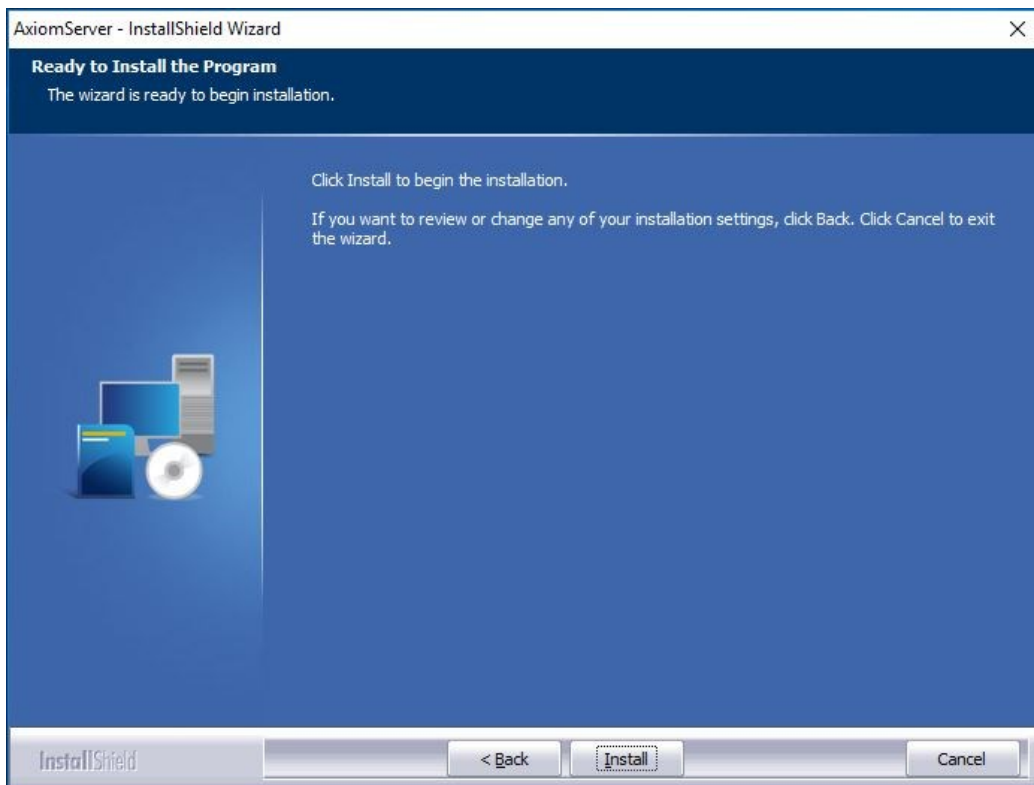 AxiomServer - InstallShield Wizard
Ready to Install the Program
The wizard is ready to begin installation.
Click Install to begin the installation.
If you want to review or change any of your installation settings, click Back. Click Cancel to exit
the wizard.
InstallShield
< Back
Install
Cancel